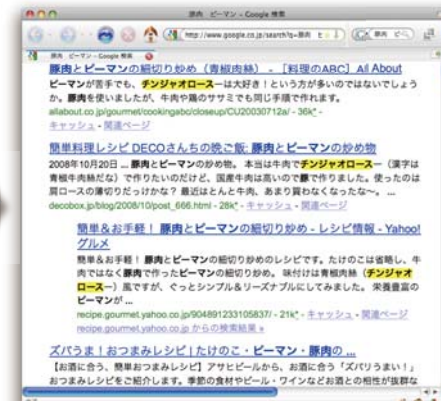 豚肉 ピーマン - Google 検索
http://www.google.co.jp/search?q=豚肉
豚肉 ピーマン - Google 検索
豚肉とピーマンの細切り炒め（青椒肉絲） - ［料理のABC］All About
ピーマンが苦手でも、チンジャオロースーは大好き！という方が多いのではないでしょう
か。豚肉を使いましたが、牛肉や鶏のササミでも同じ手順で作れます。
allabout.co.jp/gourmet/cookingabc/closeup/CU20030712a/ - 36k -
キャッシュ - 関連ページ
簡単料理レシピ DECOさんちの晩ご飯: 豚肉とピーマンの炒め物
2008年10月20日 ... 豚肉とピーマンの炒め物。 本当は牛肉でチンジャオロースー（漢字は
青椒牛肉絲だな）で作りたいのだけど、国産牛肉は高いので豚で作りました。使ったのは
肩ロースの薄切りだっけかな？ 最近はとんと牛肉、あまり買わなくなったな〜。 ...
decobox.jp/blog/2008/10/post_666.html - 28k - キャッシュ - 関連ページ
簡単＆お手軽！ 豚肉とピーマンの細切り炒め - レシピ情報 - Yahoo!
グルメ
簡単＆お手軽！ 豚肉とピーマンの細切り炒めのレシピです。たけのこは省略し、牛
肉ではなく豚肉で作ったピーマンの細切り炒め。 味付けは青椒肉絲（チンジャオ
ロースー）風ですが、ぐっとシンプル＆リーズナブルにしてみました。 栄養豊富の
ピーマンが ...
recipe.gourmet.yahoo.co.jp/904891233105837/ - 21k - キャッシュ - 関連ページ
recipe.gourmet.yahoo.co.jp からの検索結果 »
ズバうま！おつまみレシピ | たけのこ・ピーマン・豚肉の ...
【お酒に合う、簡単おつまみレシピ】アサヒビールから、お酒に合う「ズバリうまい！」
おつまみレシピをご紹介します。季節の食材やビール・ワインなどお酒との相性が抜群な